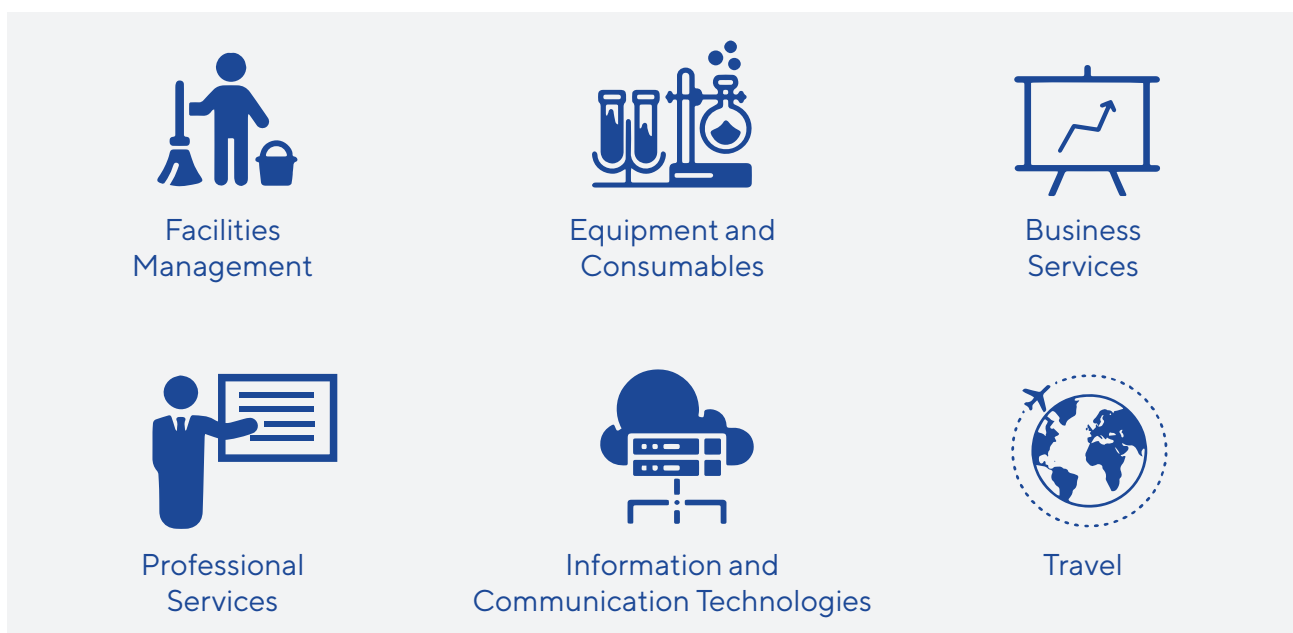 Facilities
Management
Equipment and
Consumables
Business
Services
Professional
Services
Information and
Communication Technologies
Travel